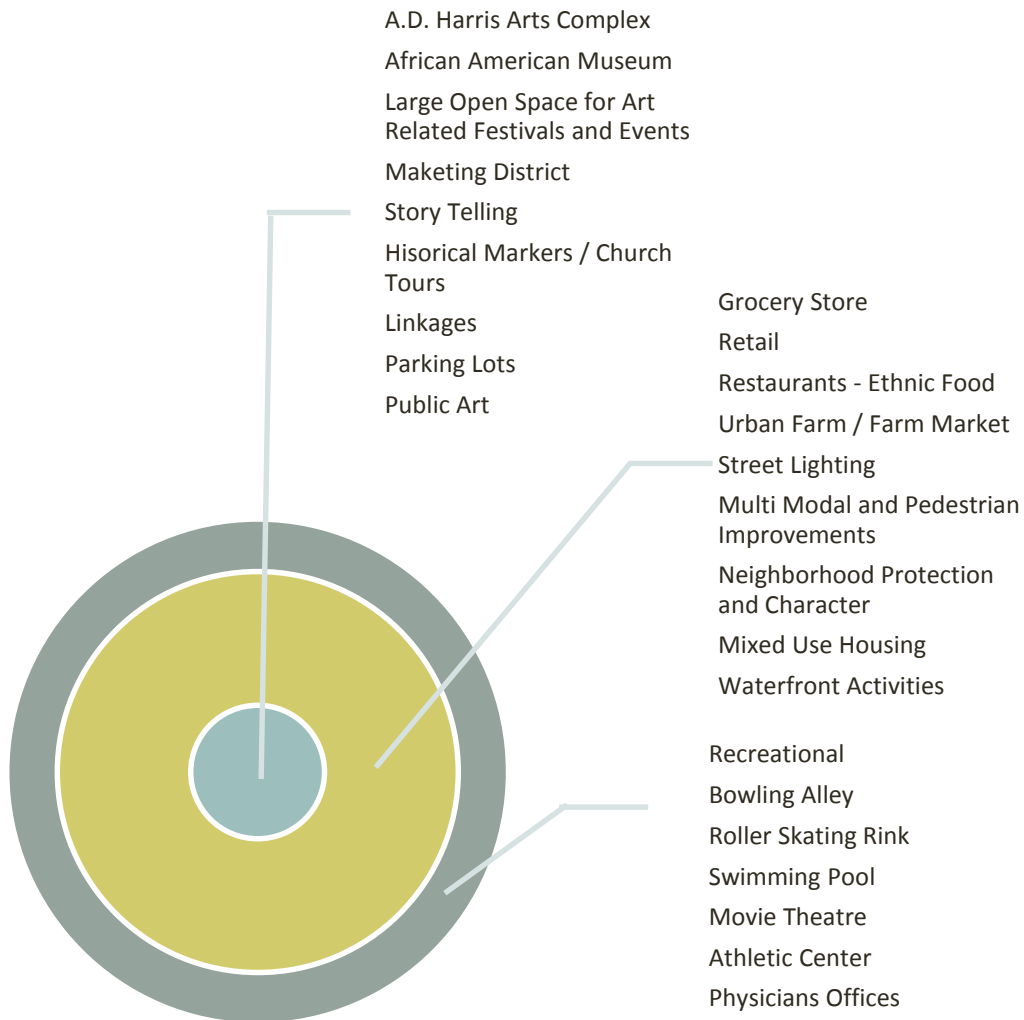 A.D. Harris Arts Complex
African American Museum
Large Open Space for Art
Related Festivals and Events
Maketing District
Story Telling
Hisorical Markers / Church
Tours
Linkages
Parking Lots
Public Art
Grocery Store
Retail
Restaurants - Ethnic Food
Urban Farm / Farm Market
Street Lighting
Multi Modal and Pedestrian
Improvements
Neighborhood Protection
and Character
Mixed Use Housing
Waterfront Activities
Recreational
Bowling Alley
Roller Skating Rink
Swimming Pool
Movie Theatre
Athletic Center
Physicians Offices